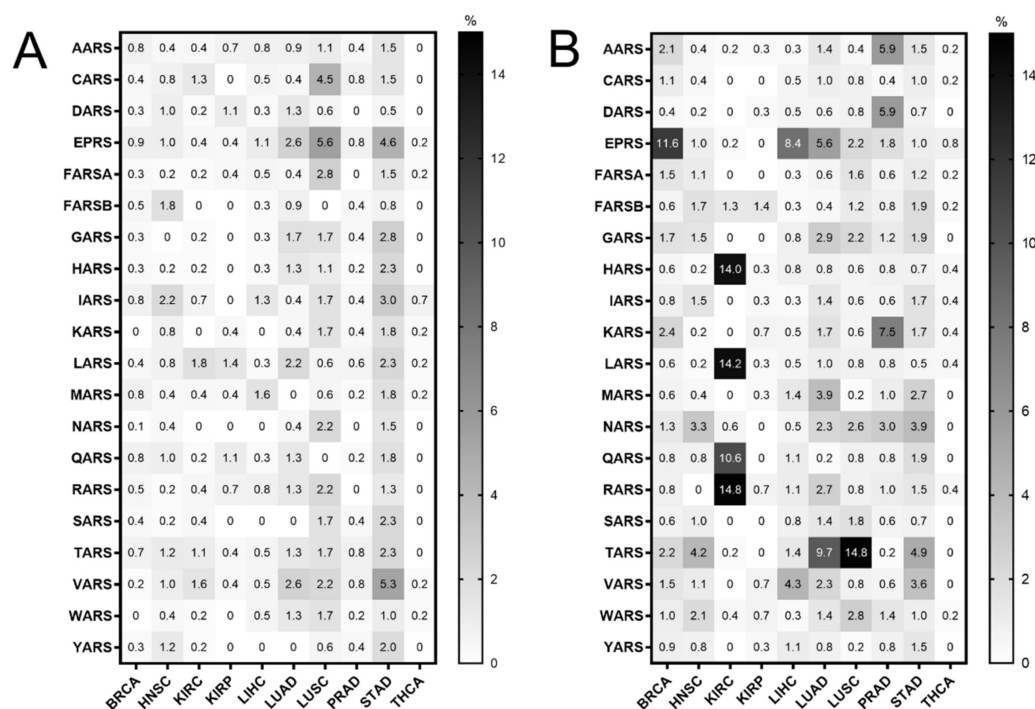 A
%
AARS 0.8 0.4 0.4 0.7 0.8 0.9 1.1 0.4 1.5 0
CARS 0.4 0.8 1.3 0 0.5 0.4 4.5 0.8 1.5 0
DARS 0.3 1.0 0.2 1.1 0.3 1.3 0.6 0 0.5 0
EPRS 0.9 1.0 0.4 0.4 1.1 2.6 5.6 0.8 4.6 0.2
FARSA 0.3 0.2 0.2 0.4 0.5 0.4 2.8 0 1.5 0.2
FARSB 0.5 1.8 0 0 0.3 0.9 0 0.4 0.8 0
GARS 0.3 0 0.2 0 0.3 1.7 1.7 0.4 2.8 0
HARS 0.3 0.2 0.2 0 0.3 1.3 1.1 0.2 2.3 0
IARS 0.8 2.2 0.7 0 1.3 0.4 1.7 0.4 3.0 0.7
KARS 0 0.8 0 0.4 0 0.4 1.7 0.4 1.8 0.2
LARS 0.4 0.8 1.8 1.4 0.3 2.2 0.6 0.6 2.3 0.2
MARS 0.8 0.4 0.4 0.4 1.6 0 0.6 0.2 1.8 0.2
NARS 0.1 0.4 0 0 0 0.4 2.2 0 1.5 0
QARS 0.8 1.0 0.2 1.1 0.3 1.3 0 0.2 1.8 0
RARS 0.5 0.2 0.4 0.7 0.8 1.3 2.2 0 1.3 0
SARS 0.4 0.2 0.4 0 0 0 1.7 0.4 2.3 0
TARS 0.7 1.2 1.1 0.4 0.5 1.3 1.7 0.8 2.3 0
VARS 0.2 1.0 1.6 0.4 0.5 2.6 2.2 0.8 5.3 0.2
WARS 0 0.4 0.2 0 0.5 1.3 1.7 0.2 1.0 0.2
YARS 0.3 1.2 0.2 0 0 0 0.6 0.4 2.0 0
BRCA HNSC KIRC KIRP LIHC LUAD LUSC PRAD STAD THCA
14
12
10
8
6
4
2
0
B
%
AARS 2.1 0.4 0.2 0.3 0.3 1.4 0.4 5.9 1.5 0.2
CARS 1.1 0.4 0 0 0.5 1.0 0.8 0.4 1.0 0.2
DARS 0.4 0.2 0 0.3 0.5 0.6 0.8 5.9 0.7 0
EPRS 11.6 1.0 0.2 0 8.4 5.6 2.2 1.8 1.0 0.8
FARSA 1.5 1.1 0 0 0.3 0.6 1.6 0.6 1.2 0.2
FARSB 0.6 1.7 1.3 1.4 0.3 0.4 1.2 0.8 1.9 0.2
GARS 1.7 1.5 0 0 0.8 2.9 2.2 1.2 1.9 0
HARS 0.6 0.2 14.0 0.3 0.8 0.8 0.6 0.8 0.7 0.4
IARS 0.8 1.5 0 0.3 0.3 1.4 0.6 0.6 1.7 0.4
KARS 2.4 0.2 0 0.7 0.5 1.7 0.6 7.5 1.7 0.4
LARS 0.6 0.2 14.2 0.3 0.5 1.0 0.8 0.8 0.5 0.4
MARS 0.6 0.4 0 0.3 1.4 3.9 0.2 1.0 2.7 0
NARS 1.3 3.3 0.6 0 0.5 2.3 2.6 3.0 3.9 0
QARS 0.8 0.8 10.6 0 1.1 0.2 0.8 0.8 1.9 0
RARS 0.8 0 14.8 0.7 1.1 2.7 0.8 1.0 1.5 0.4
SARS 0.6 1.0 0 0 0.8 1.4 1.8 0.6 0.7 0
TARS 2.2 4.2 0.2 0 1.4 9.7 14.8 0.2 4.9 0
VARS 1.5 1.1 0 0.7 4.3 2.3 0.8 0.6 3.6 0
WARS 1.0 2.1 0.4 0.7 0.3 1.4 2.8 1.4 1.0 0.2
YARS 0.9 0.8 0 0.3 1.1 0.8 0.2 0.8 1.5 0
BRCA HNSC KIRC KIRP LIHC LUAD LUSC PRAD STAD THCA
14
12
10
8
6
4
2
0